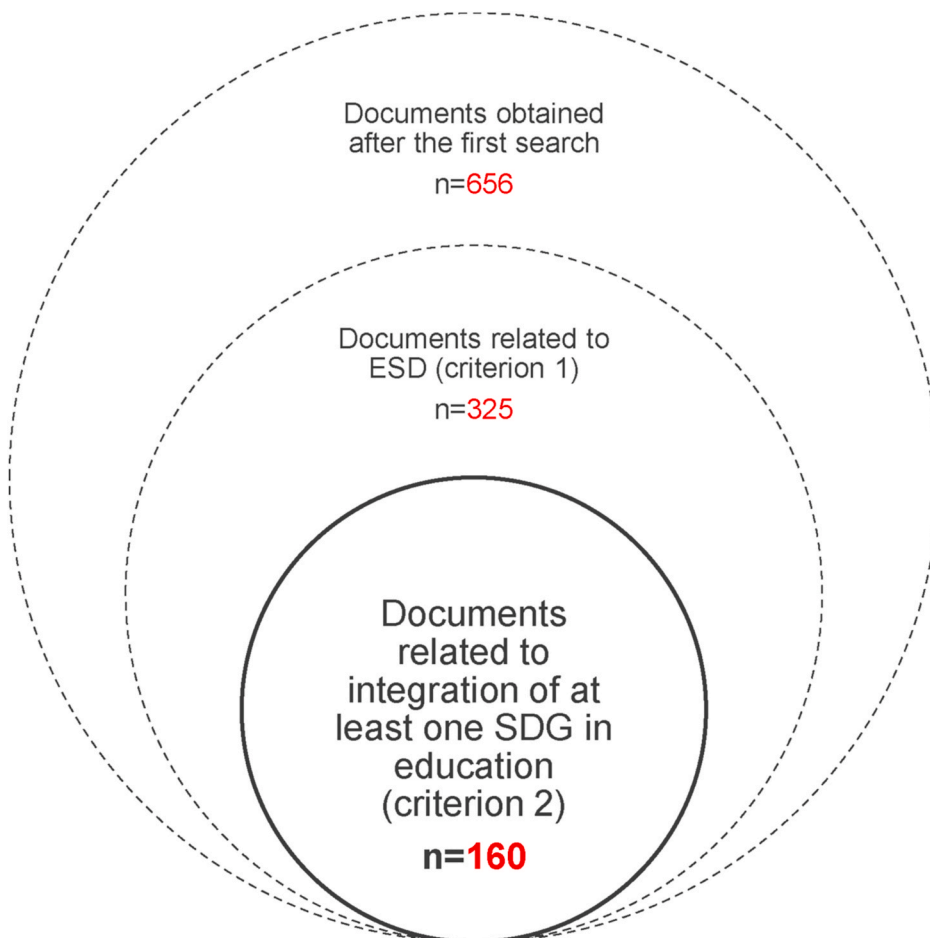 Documents obtained
after the first search
n=656
Documents related to
ESD (criterion 1)
n=325
Documents
related to
integration of at
least one SDG in
education
(criterion 2)
n=160